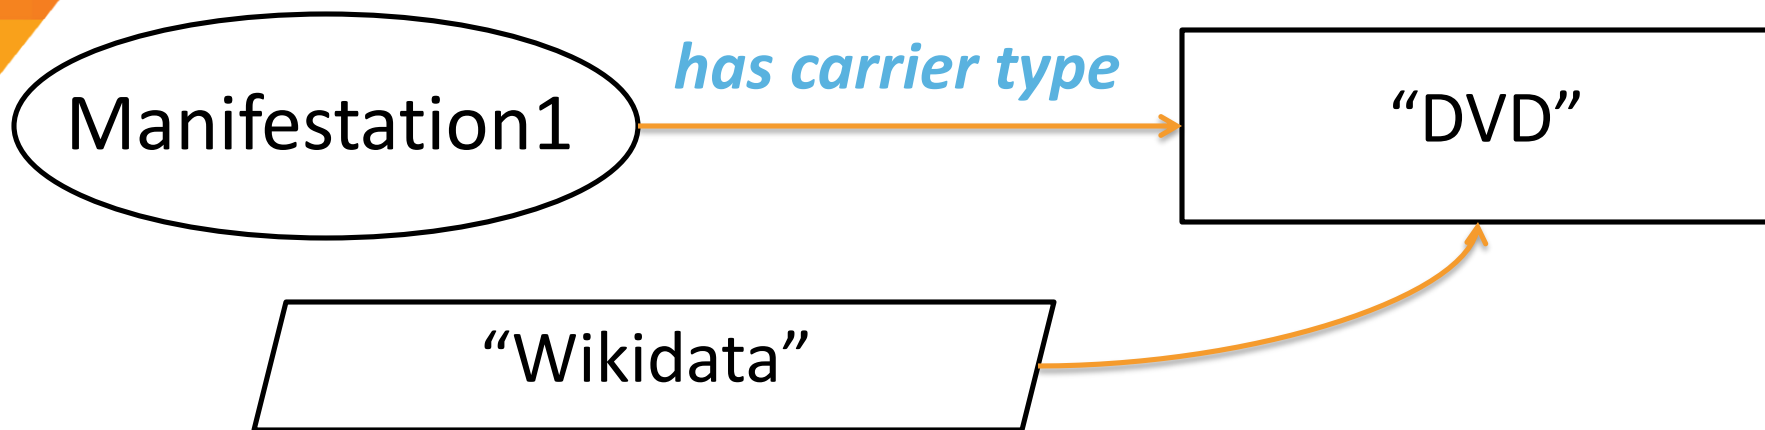 has carrier type
Manifestation1
“DVD”
“Wikidata”